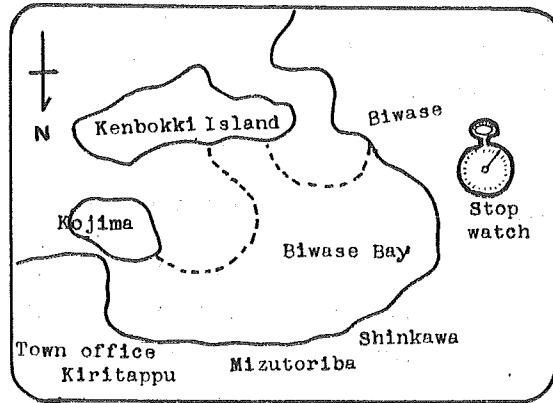 N
Kenbokki Island
Biwase
Stop
watch
Kojima
Biwase Bay
Shinkawa
Town office
Kiritappu
Mizutoriba